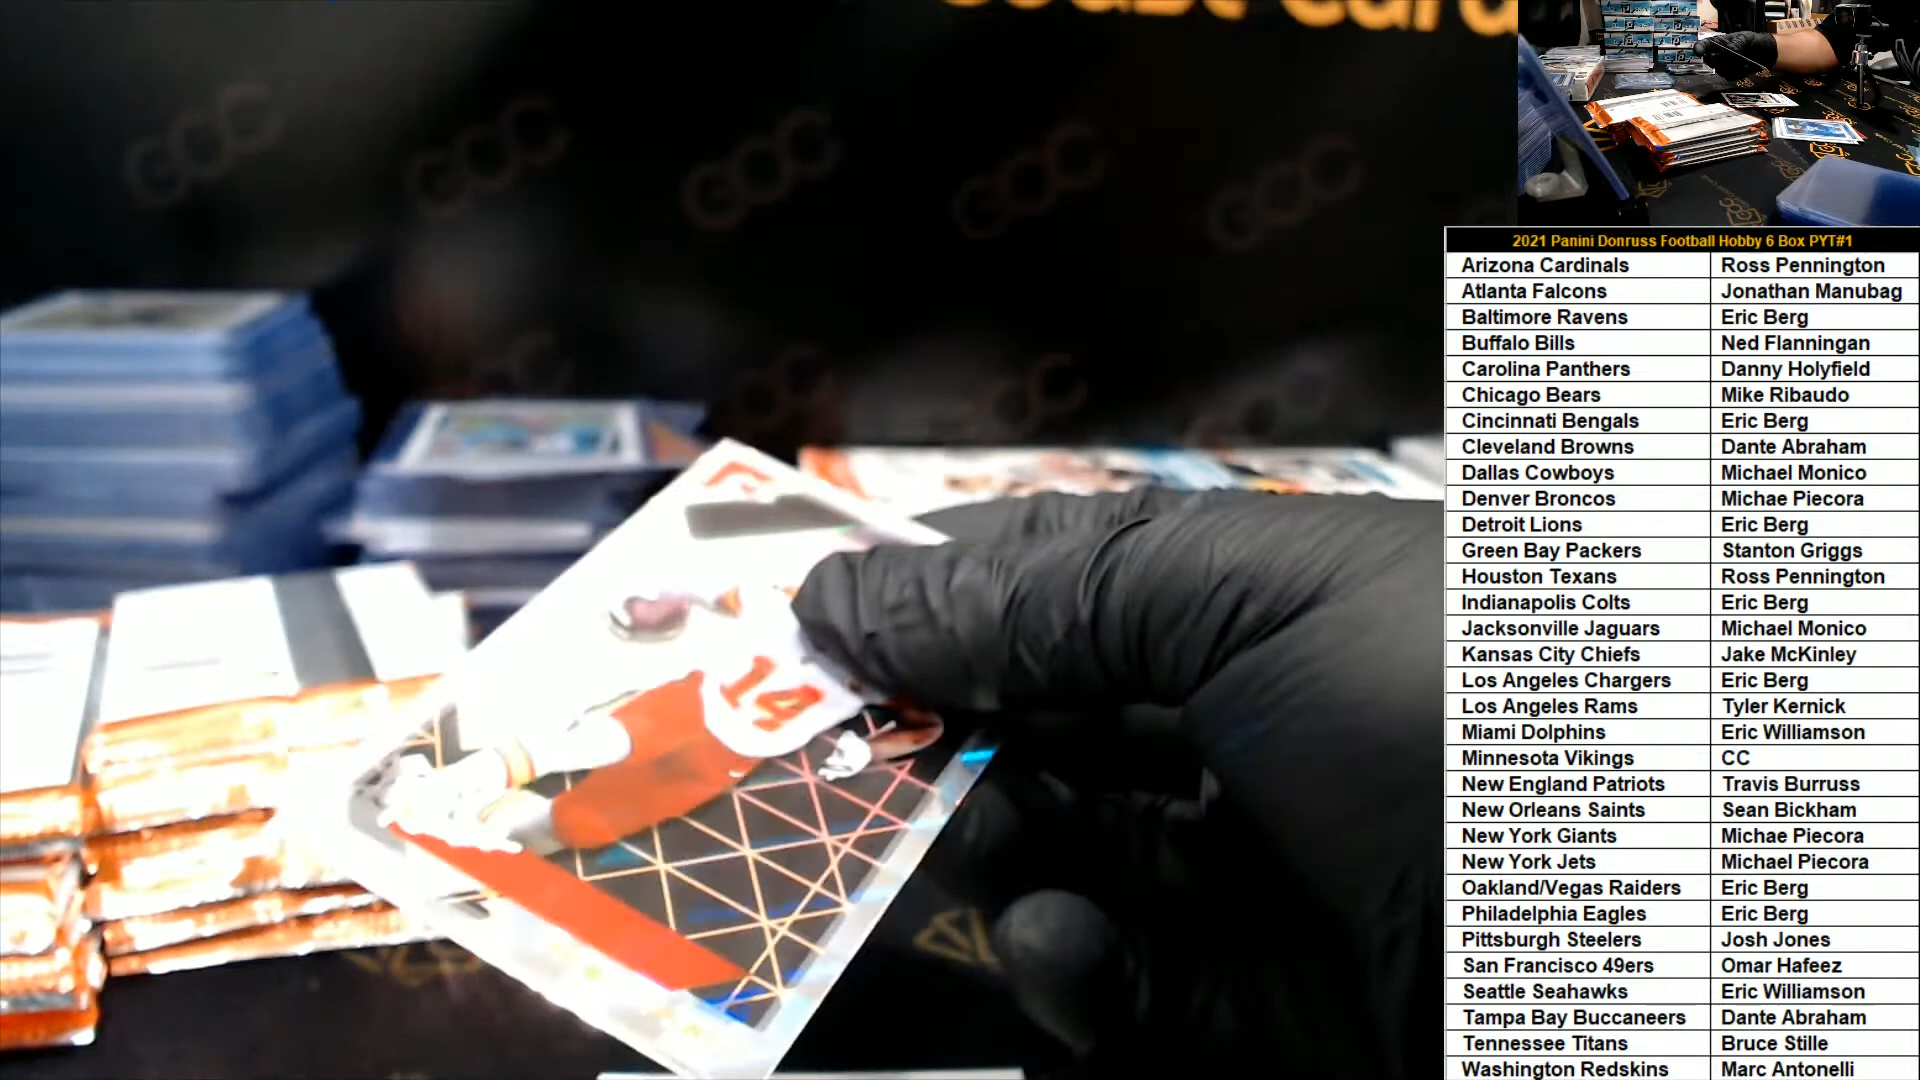 Coast Card
GCC GCC GCC GCC GCC
2021 Panini Donruss Football Hobby 6 Box PYT#1
Arizona Cardinals Ross Pennington
Atlanta Falcons Jonathan Manubag
Baltimore Ravens Eric Berg
Buffalo Bills Ned Flanningan
Carolina Panthers Danny Holyfield
Chicago Bears Mike Ribaudo
Cincinnati Bengals Eric Berg
Cleveland Browns Dante Abraham
Dallas Cowboys Michael Monico
Denver Broncos Michae Piecora
Detroit Lions Eric Berg
Green Bay Packers Stanton Griggs
Houston Texans Ross Pennington
Indianapolis Colts Eric Berg
Jacksonville Jaguars Michael Monico
Kansas City Chiefs Jake McKinley
Los Angeles Chargers Eric Berg
Los Angeles Rams Tyler Kernick
Miami Dolphins Eric Williamson
Minnesota Vikings CC
New England Patriots Travis Burruss
New Orleans Saints Sean Bickham
New York Giants Michae Piecora
New York Jets Michael Piecora
Oakland/Vegas Raiders Eric Berg
Philadelphia Eagles Eric Berg
Pittsburgh Steelers Josh Jones
San Francisco 49ers Omar Hafeez
Seattle Seahawks Eric Williamson
Tampa Bay Buccaneers Dante Abraham
Tennessee Titans Bruce Stille
Washington Redskins Marc Antonelli
14